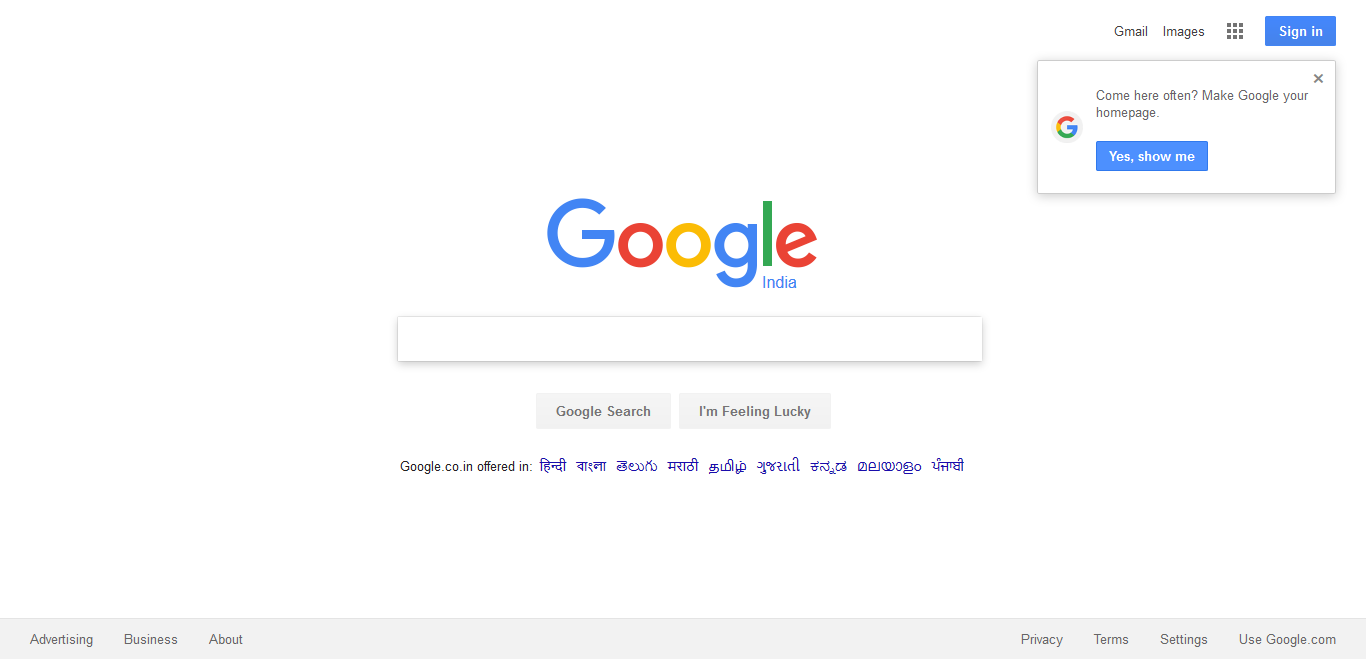 Gmail Images Sign in
Come here often? Make Google your
homepage.
Yes, show me
Google
India
Google Search I'm Feeling Lucky
Google.co.in offered in: हिन्दी বাংলা తెలుగు मराठी தமிழ் ગુજરાતી ಕನ್ನಡ മലയാളം ਪੰਜਾਬੀ
Advertising Business About Privacy Terms Settings Use Google.com